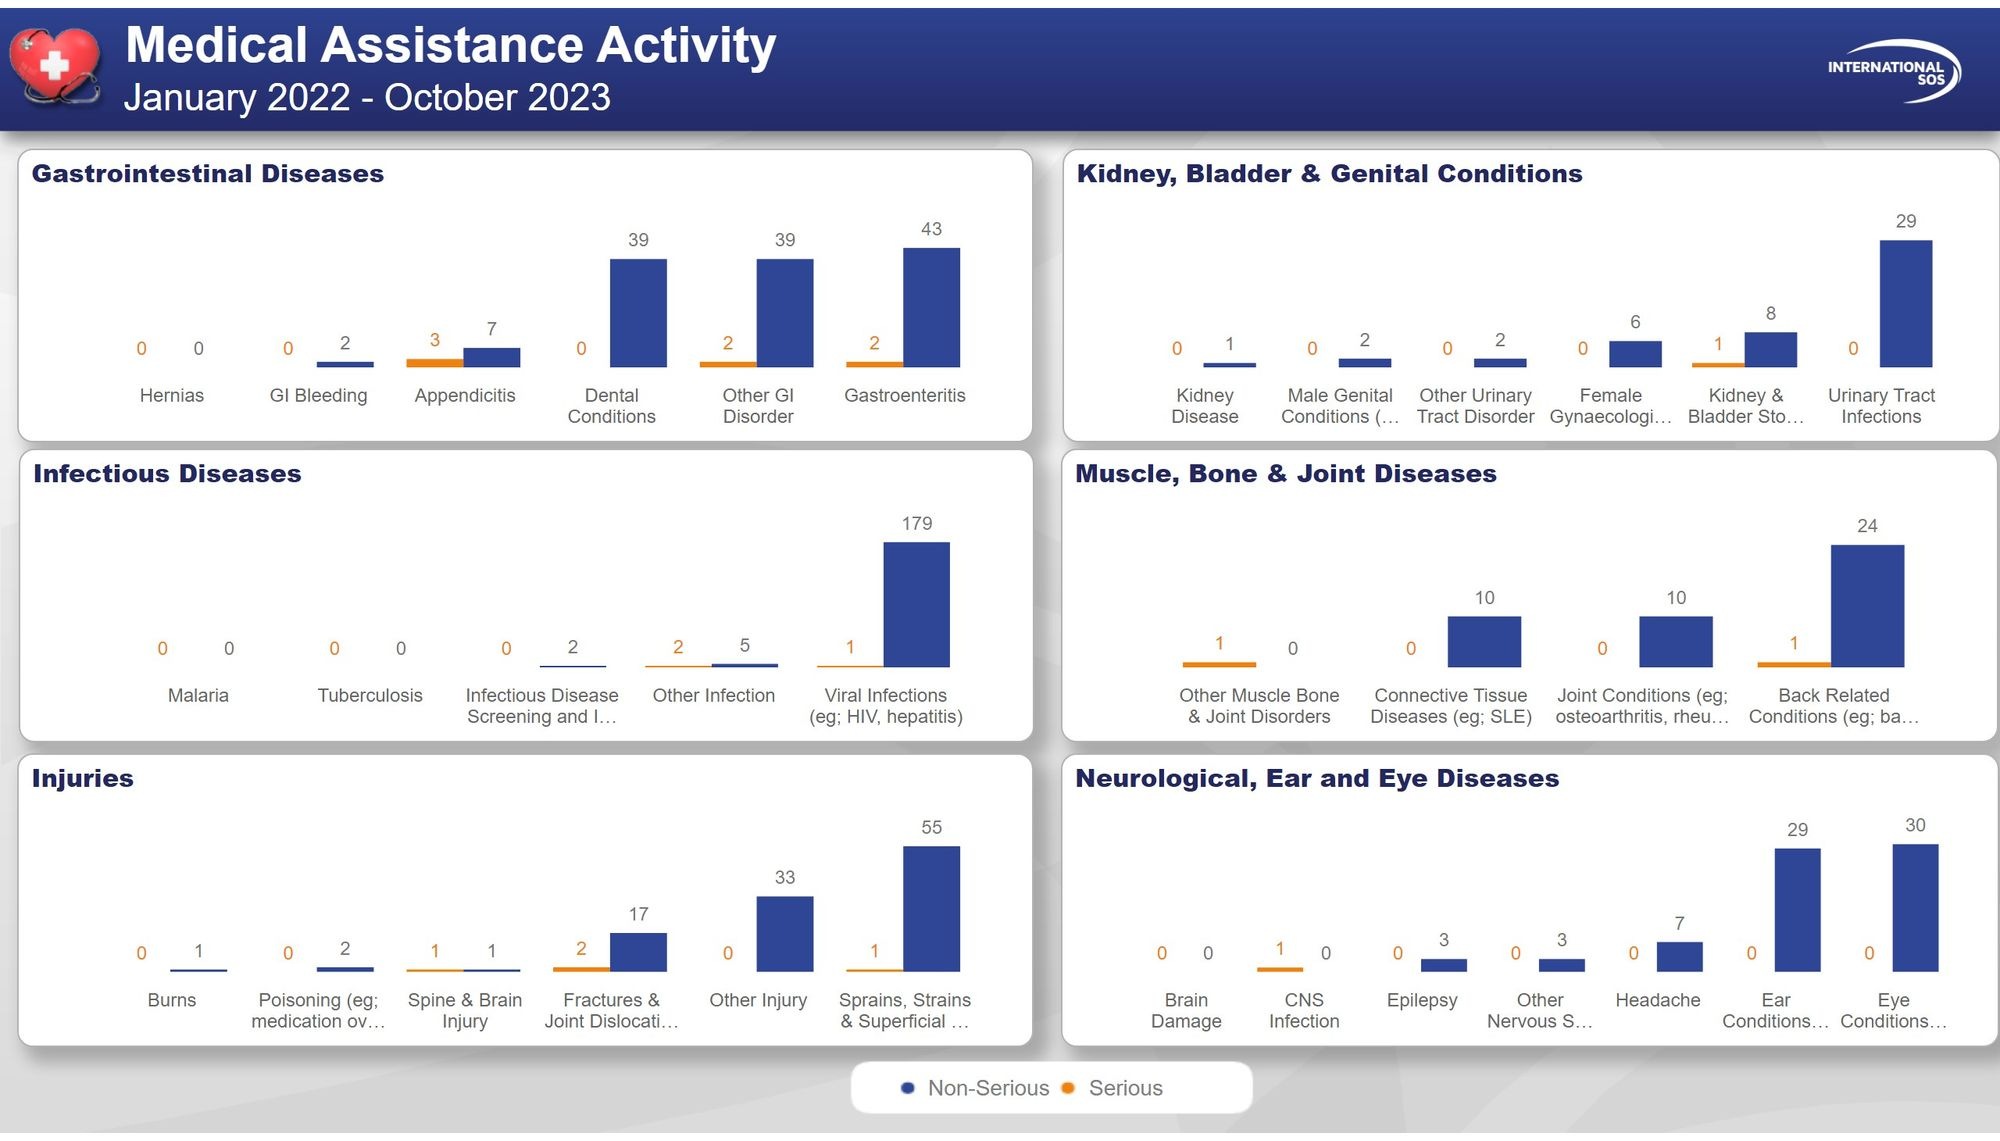 Medical Assistance Activity
January 2022 - October 2023
INTERNATIONAL
SOS
Gastrointestinal Diseases
0 0 0 2 3 7 0 39 2 39 2 43
Hernias GI Bleeding Appendicitis Dental Other GI Gastroenteritis
Conditions Disorder
Kidney, Bladder & Genital Conditions
0 1 0 2 0 2 0 6 1 8 0 29
Kidney Male Genital Other Urinary Female Kidney & Urinary Tract
Disease Conditions (... Tract Disorder Gynaecologi... Bladder Sto... Infections
Infectious Diseases
0 0 0 0 0 2 2 5 1 179
Malaria Tuberculosis Infectious Disease Other Infection Viral Infections
Screening and I... (eg; HIV, hepatitis)
Muscle, Bone & Joint Diseases
1 0 0 10 0 10 1 24
Other Muscle Bone Connective Tissue Joint Conditions (eg; Back Related
& Joint Disorders Diseases (eg; SLE) osteoarthritis, rheu... Conditions (eg; ba...
Injuries
0 1 0 2 1 1 2 17 0 33 1 55
Burns Poisoning (eg; Spine & Brain Fractures & Other Injury Sprains, Strains
medication ov... Injury Joint Dislocati... & Superficial ...
Neurological, Ear and Eye Diseases
0 0 1 0 0 3 0 3 0 7 0 29 0 30
Brain CNS Epilepsy Other Headache Ear Eye
Damage Infection Nervous S... Conditions... Conditions...
Non-Serious Serious